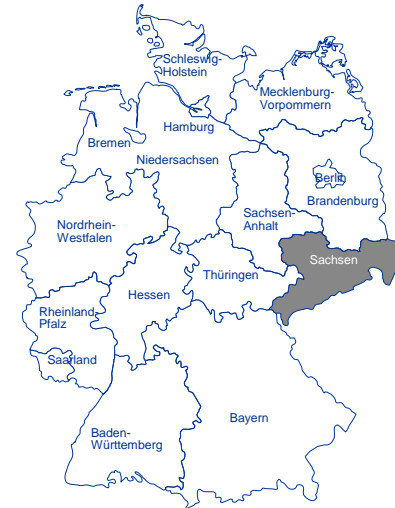 Schleswig-
Holstein
Mecklenburg-
Vorpommern
Hamburg
Bremen
Niedersachsen
Berlin
Brandenburg
Sachsen-
Anhalt
Nordrhein-
Westfalen
Sachsen
Thüringen
Hessen
Rheinland-
Pfalz
Saarland
Bayern
Baden-
Württemberg